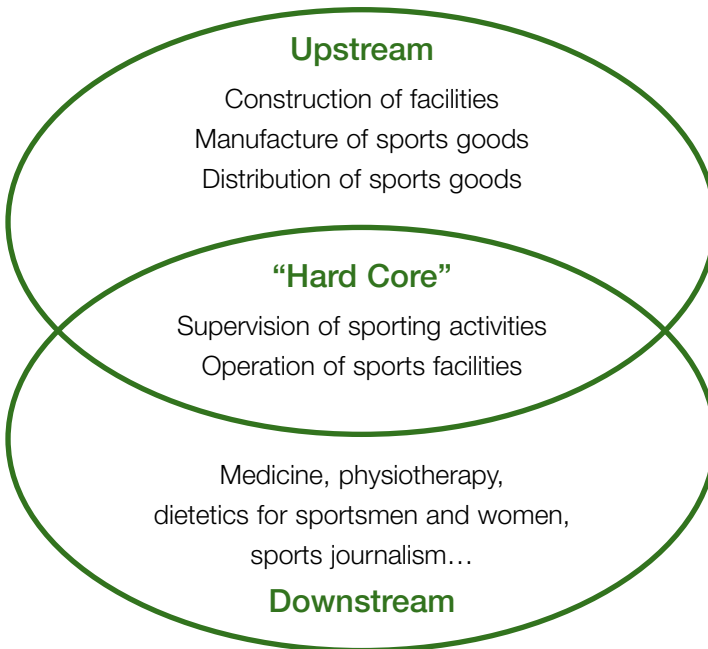 Upstream
Construction of facilities
Manufacture of sports goods
Distribution of sports goods
“Hard Core”
Supervision of sporting activities
Operation of sports facilities
Medicine, physiotherapy,
dietetics for sportsmen and women,
sports journalism…
Downstream